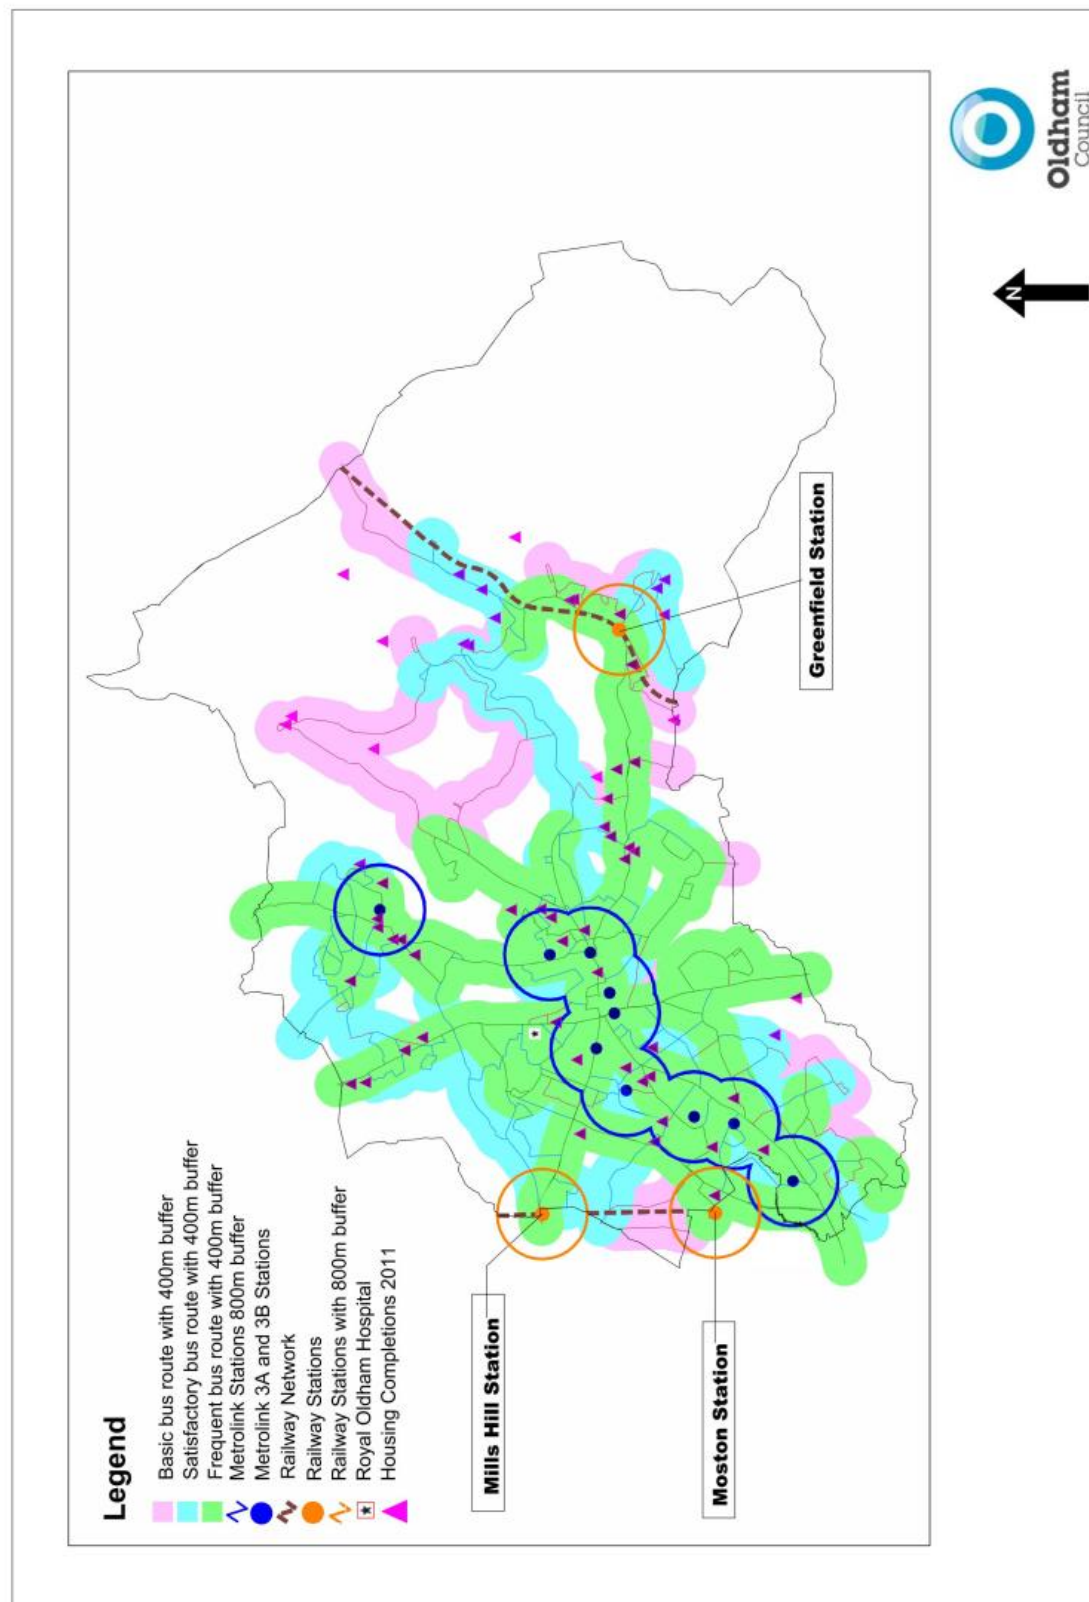 Legend
Basic bus route with 400m buffer
Satisfactory bus route with 400m buffer
Frequent bus route with 400m buffer
Metrolink Stations 800m buffer
Metrolink 3A and 3B Stations
Railway Network
Railway Stations
Railway Stations with 800m buffer
Royal Oldham Hospital
Housing Completions 2011
Mills Hill Station
Moston Station
Greenfield Station
N
Oldham
Council